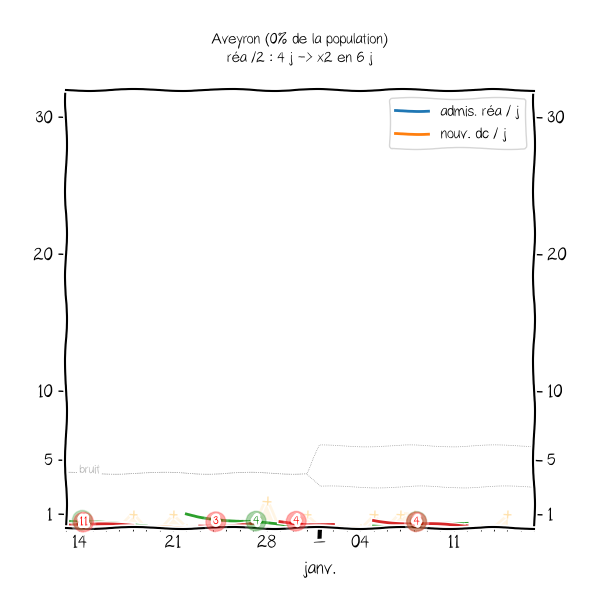 Aveyron (0% de la population)
réa /2 : 4 j -> x2 en 6 j
admis. réa / j
nouv. dc / j
30 30
20 20
10 10
5 bruit 5
1 11 3 4 4 4 1
14 21 28 1 04 11
janv.